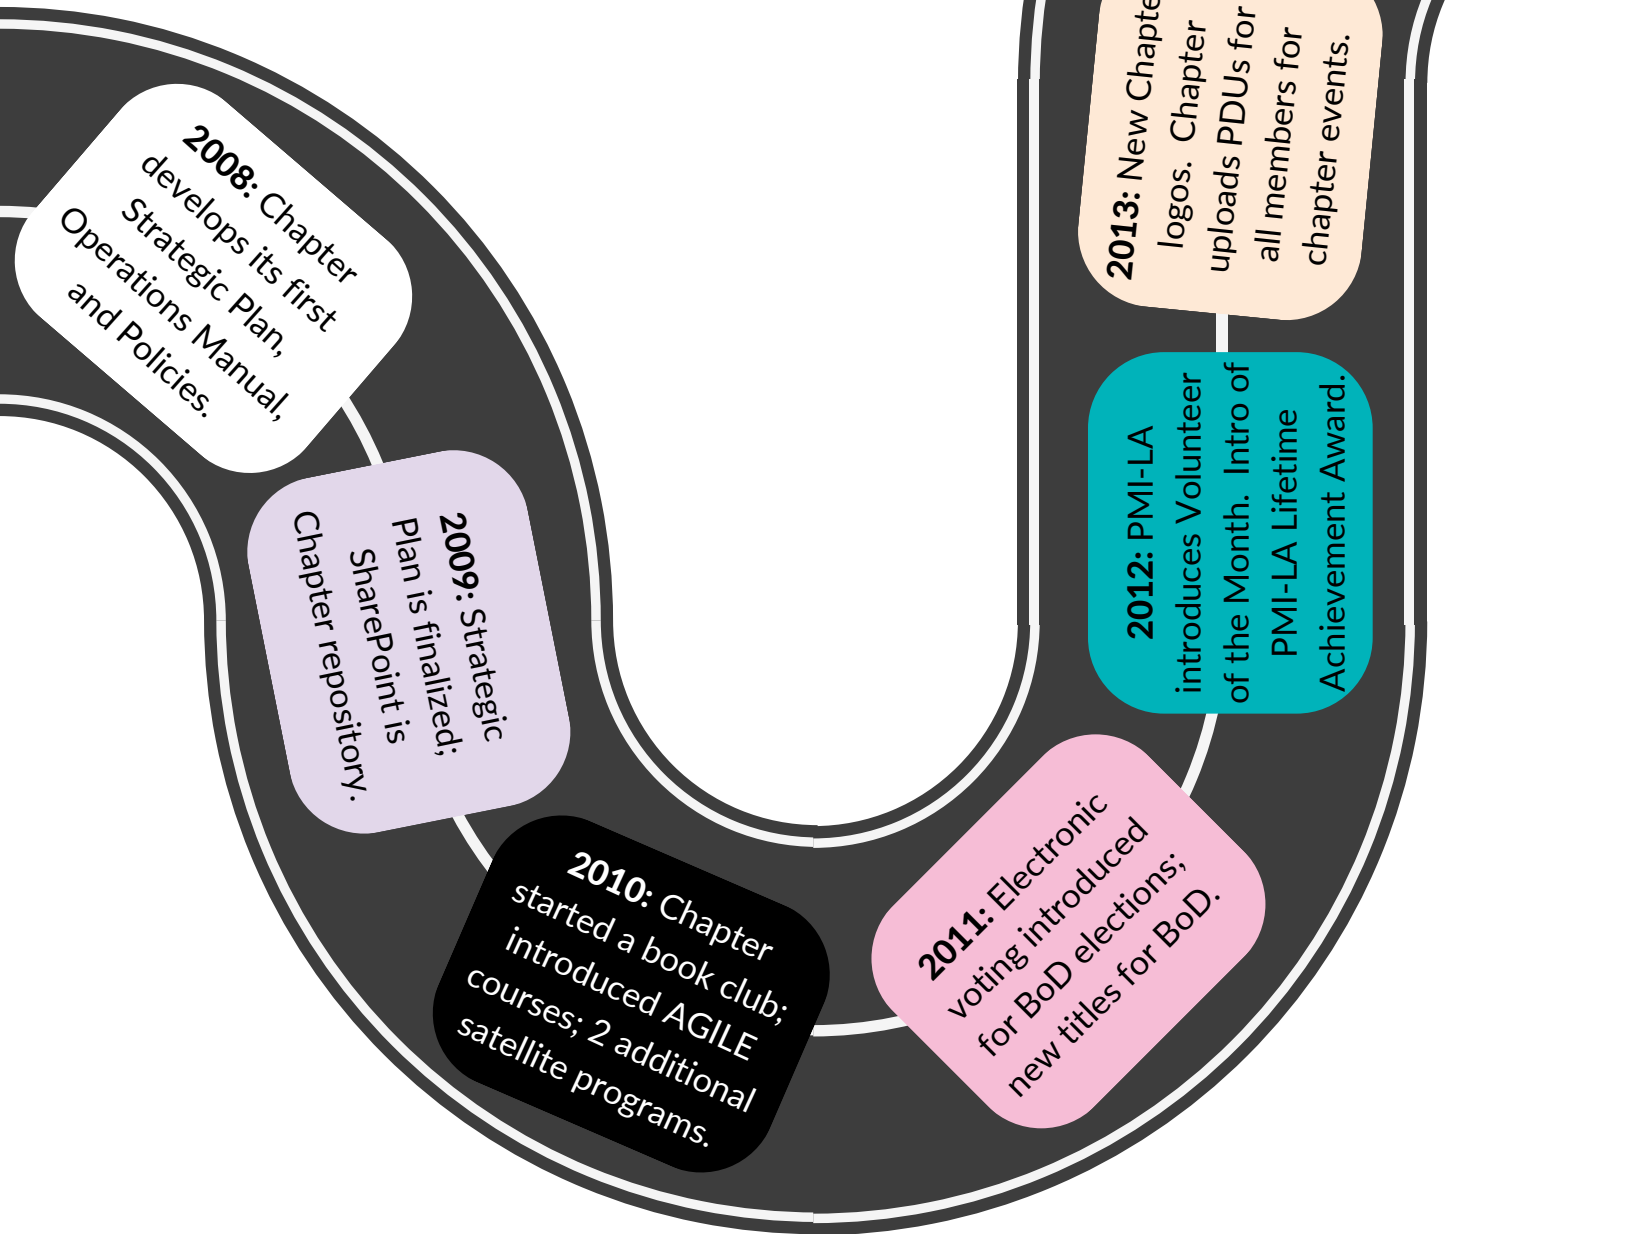 2008: Chapter
develops its first
Strategic Plan,
Operations Manual,
and Policies.
2009: Strategic
Plan is finalized;
SharePoint is
Chapter repository.
2010: Chapter
started a book club;
introduced AGILE
courses; 2 additional
satellite programs.
2011: Electronic
voting introduced
for BoD elections;
new titles for BoD.
2012: PMI-LA
introduces Volunteer
of the Month. Intro of
PMI-LA Lifetime
Achievement Award.
2013: New Chapte
logos. Chapter
uploads PDUs for
all members for
chapter events.